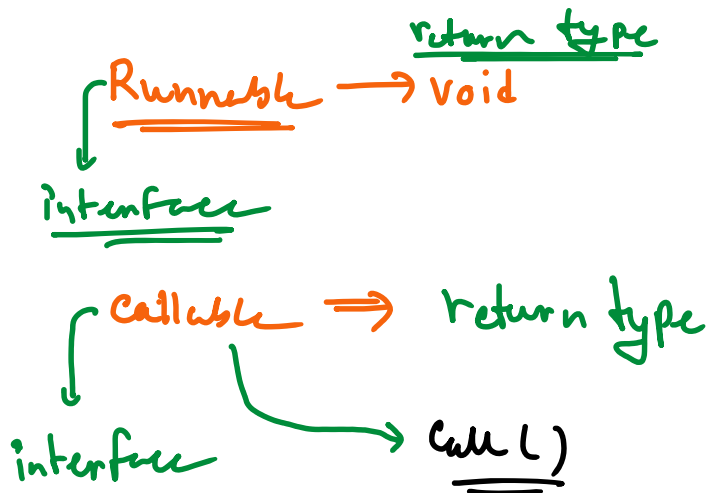 return type
Runnable → void
interface
Callable ⇒ return type
call()
interface